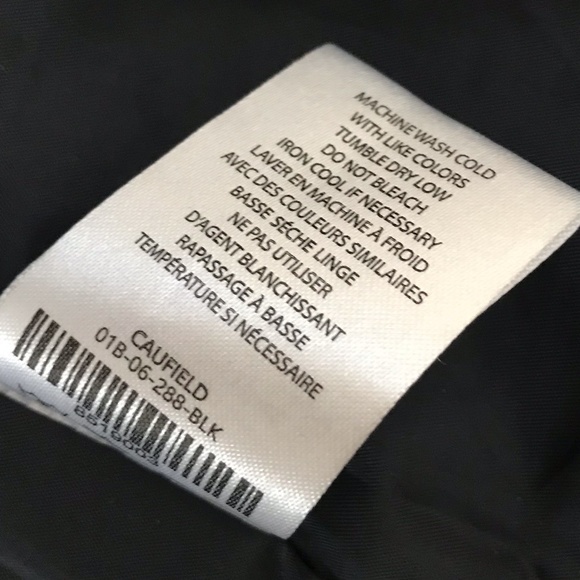 MACHINE WASH COLD
WITH LIKE COLORS
TUMBLE DRY LOW
DO NOT BLEACH
IRON COOL IF NECESSARY
LAVER EN MACHINE À FROID
AVEC DES COULEURS SIMILAIRES
BASSE SÈCHE LINGE
NE PAS UTILISER
D'AGENT BLANCHISSANT
RAPASSAGE À BASSE
TEMPÉRATURE SI NÉCESSAIRE
CAUFIELD
01B-06-288-BLK